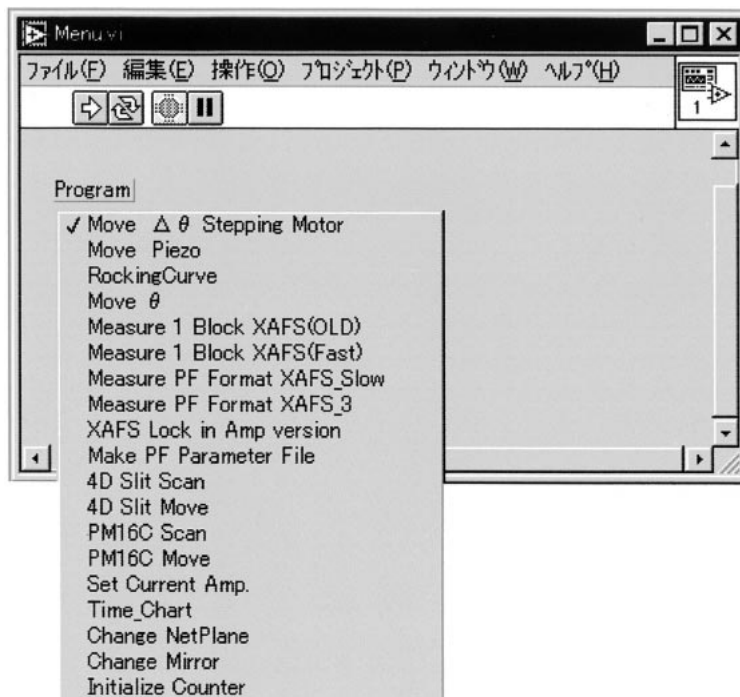 Menu.vi
ファイル(F) 編集(E) 操作(O) プロジェクト(P) ウィンドウ(W) ヘルプ(H)
1
Program
✓ Move Δθ Stepping Motor
Move Piezo
RockingCurve
Move θ
Measure 1 Block XAFS(OLD)
Measure 1 Block XAFS(Fast)
Measure PF Format XAFS_Slow
Measure PF Format XAFS_3
XAFS Lock in Amp version
Make PF Parameter File
4D Slit Scan
4D Slit Move
PM16C Scan
PM16C Move
Set Current Amp.
Time_Chart
Change NetPlane
Change Mirror
Initialize Counter